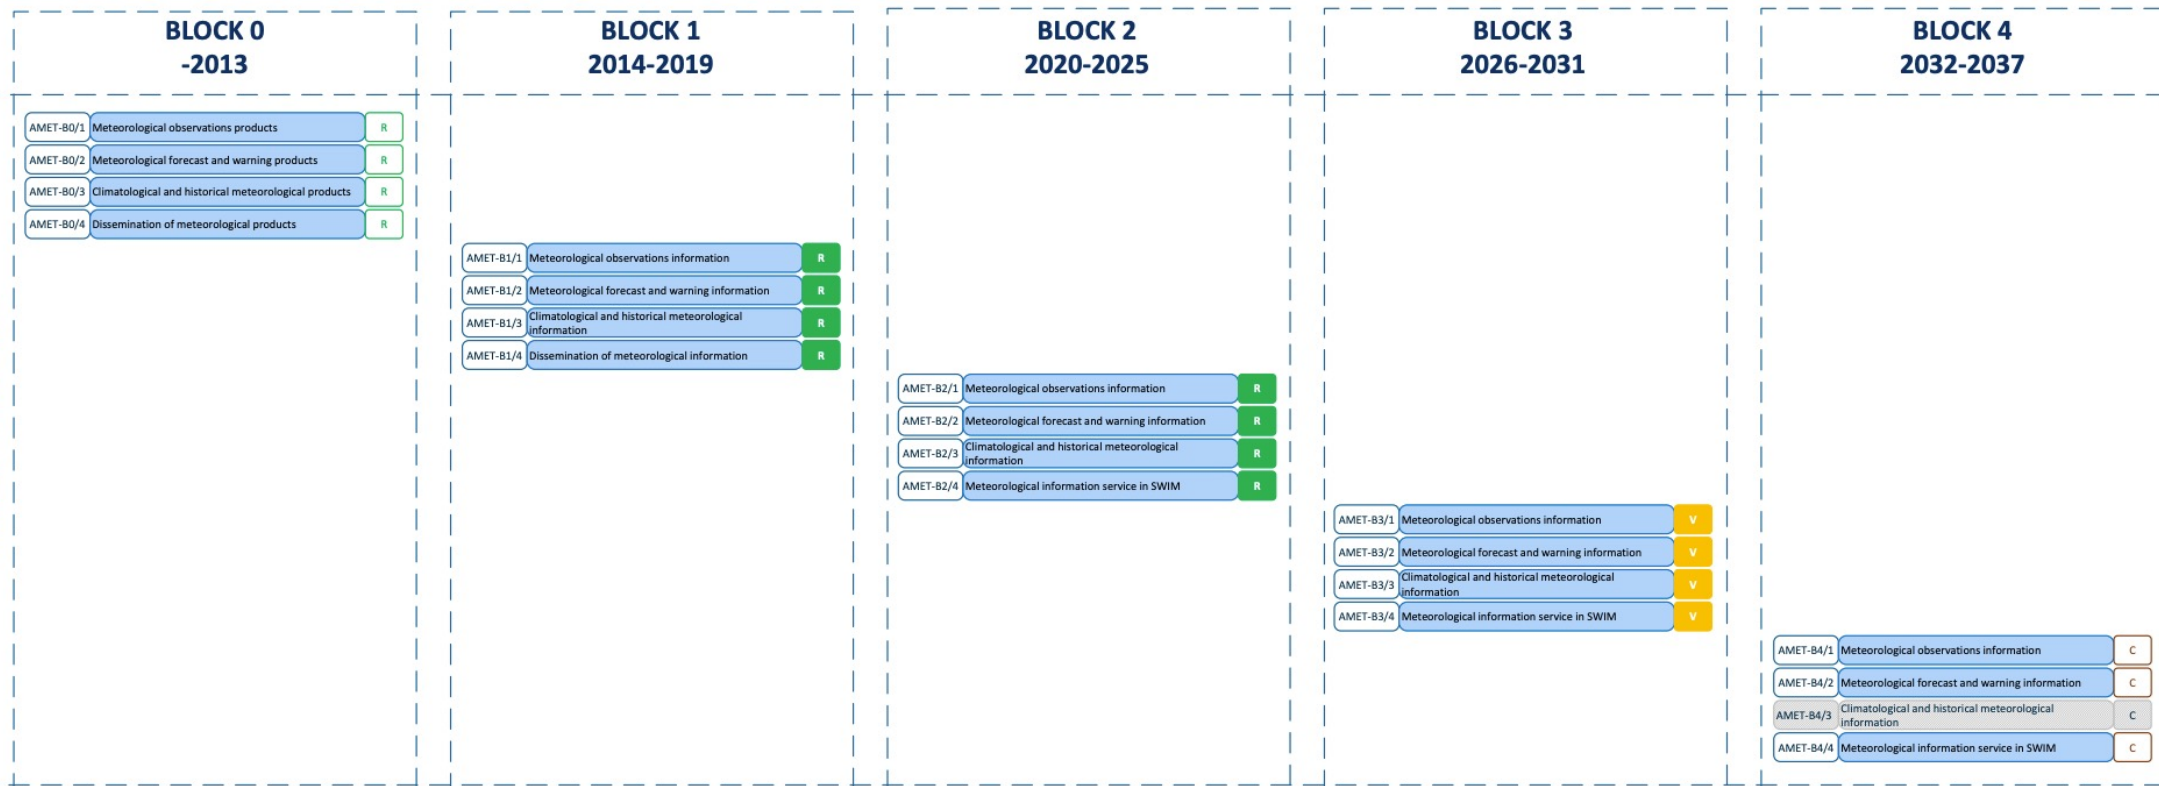 BLOCK 0
-2013
BLOCK 1
2014-2019
BLOCK 2
2020-2025
BLOCK 3
2026-2031
BLOCK 4
2032-2037
AMET-B0/1 Meteorological observations products R
AMET-B0/2 Meteorological forecast and warning products R
AMET-B0/3 Climatological and historical meteorological products R
AMET-B0/4 Dissemination of meteorological products R
AMET-B1/1 Meteorological observations information R
AMET-B1/2 Meteorological forecast and warning information R
AMET-B1/3 Climatological and historical meteorological
information R
AMET-B1/4 Dissemination of meteorological information R
AMET-B2/1 Meteorological observations information R
AMET-B2/2 Meteorological forecast and warning information R
AMET-B2/3 Climatological and historical meteorological
information R
AMET-B2/4 Meteorological information service in SWIM R
AMET-B3/1 Meteorological observations information V
AMET-B3/2 Meteorological forecast and warning information V
AMET-B3/3 Climatological and historical meteorological
information V
AMET-B3/4 Meteorological information service in SWIM V
AMET-B4/1 Meteorological observations information C
AMET-B4/2 Meteorological forecast and warning information C
AMET-B4/3 Climatological and historical meteorological
information C
AMET-B4/4 Meteorological information service in SWIM C